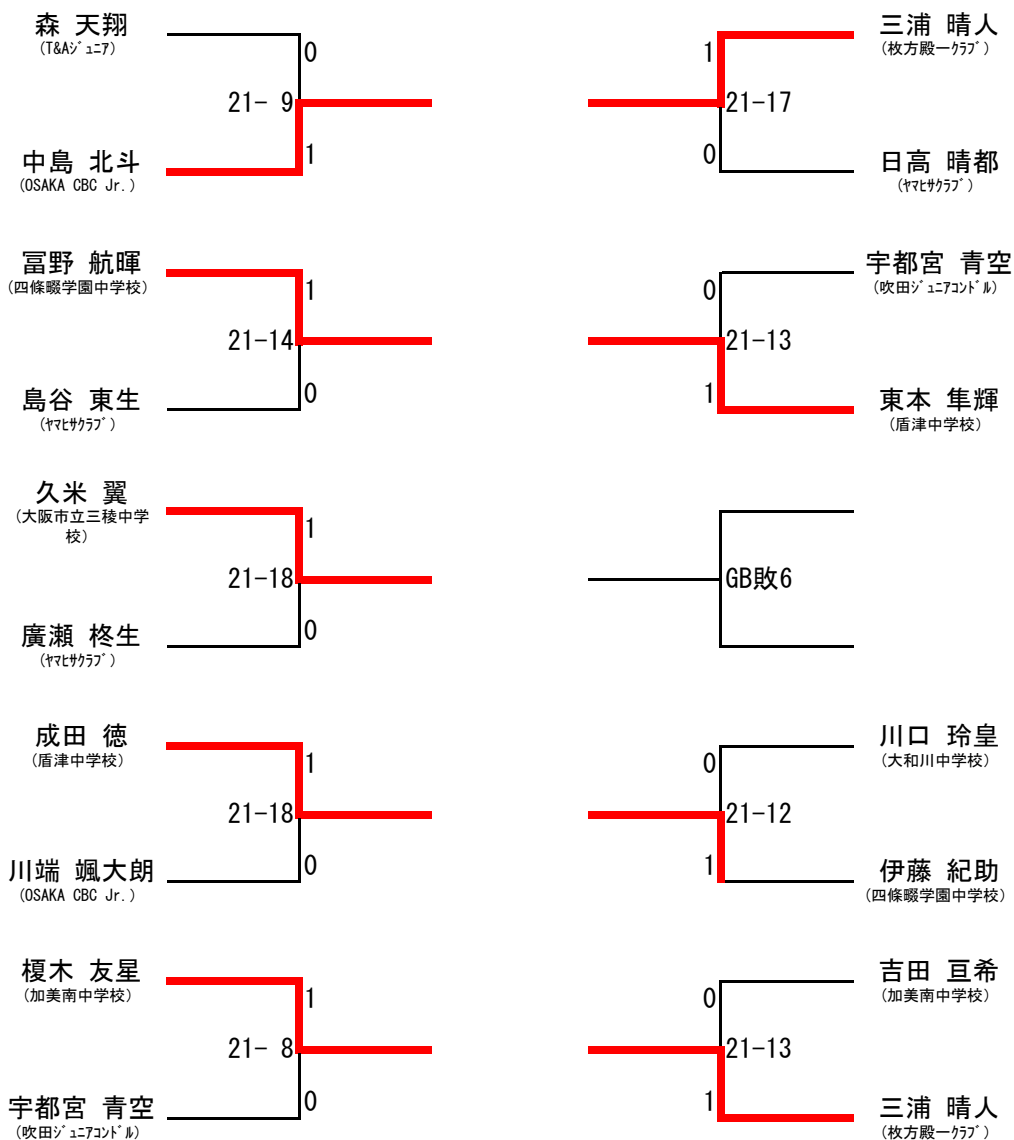 森 天翔
(T&Aｼﾞｭﾆｱ)
0
21- 9
1
中島 北斗
(OSAKA CBC Jr.)
三浦 晴人
(枚方殿一ｸﾗﾌﾞ)
1
21-17
0
日高 晴都
(ﾔﾏﾋｻｸﾗﾌﾞ)
冨野 航暉
(四條畷学園中学校)
1
21-14
0
島谷 東生
(ﾔﾏﾋｻｸﾗﾌﾞ)
宇都宮 青空
(吹田ｼﾞｭﾆｱｺﾝﾄﾞﾙ)
0
21-13
1
東本 隼輝
(盾津中学校)
久米 翼
(大阪市立三稜中学
校)
1
21-18
0
廣瀬 柊生
(ﾔﾏﾋｻｸﾗﾌﾞ)
GB敗6
成田 徳
(盾津中学校)
1
21-18
0
川端 颯大朗
(OSAKA CBC Jr.)
川口 玲皇
(大和川中学校)
0
21-12
1
伊藤 紀助
(四條畷学園中学校)
榎木 友星
(加美南中学校)
1
21- 8
0
宇都宮 青空
(吹田ｼﾞｭﾆｱｺﾝﾄﾞﾙ)
吉田 亘希
(加美南中学校)
0
21-13
1
三浦 晴人
(枚方殿一ｸﾗﾌﾞ)